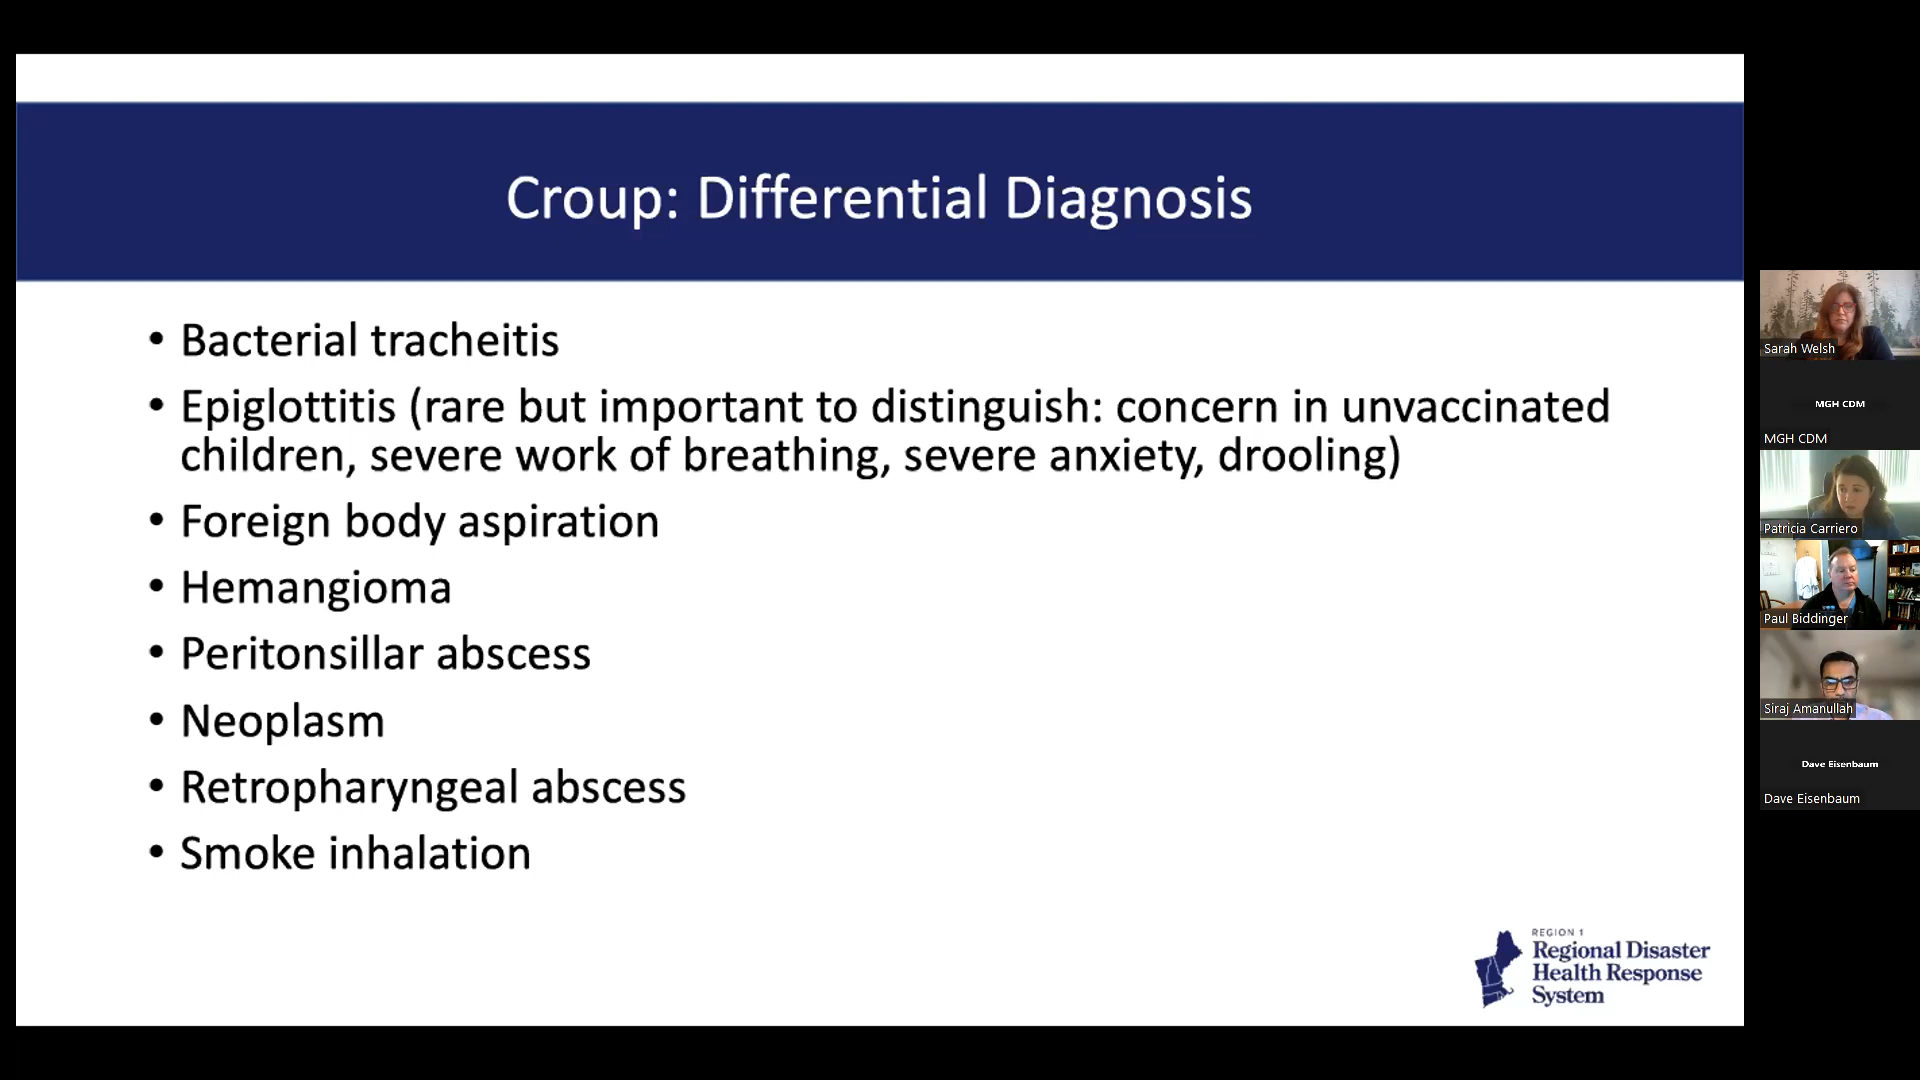 Croup: Differential Diagnosis
• Bacterial tracheitis
• Epiglottitis (rare but important to distinguish: concern in unvaccinated
children, severe work of breathing, severe anxiety, drooling)
• Foreign body aspiration
• Hemangioma
• Peritonsillar abscess
• Neoplasm
• Retropharyngeal abscess
• Smoke inhalation
REGION 1
Regional Disaster
Health Response
System
Sarah Welsh
MGH CDM
MGH CDM
Patricia Carriero
Paul Biddinger
Siraj Amanullah
Dave Eisenbaum
Dave Eisenbaum